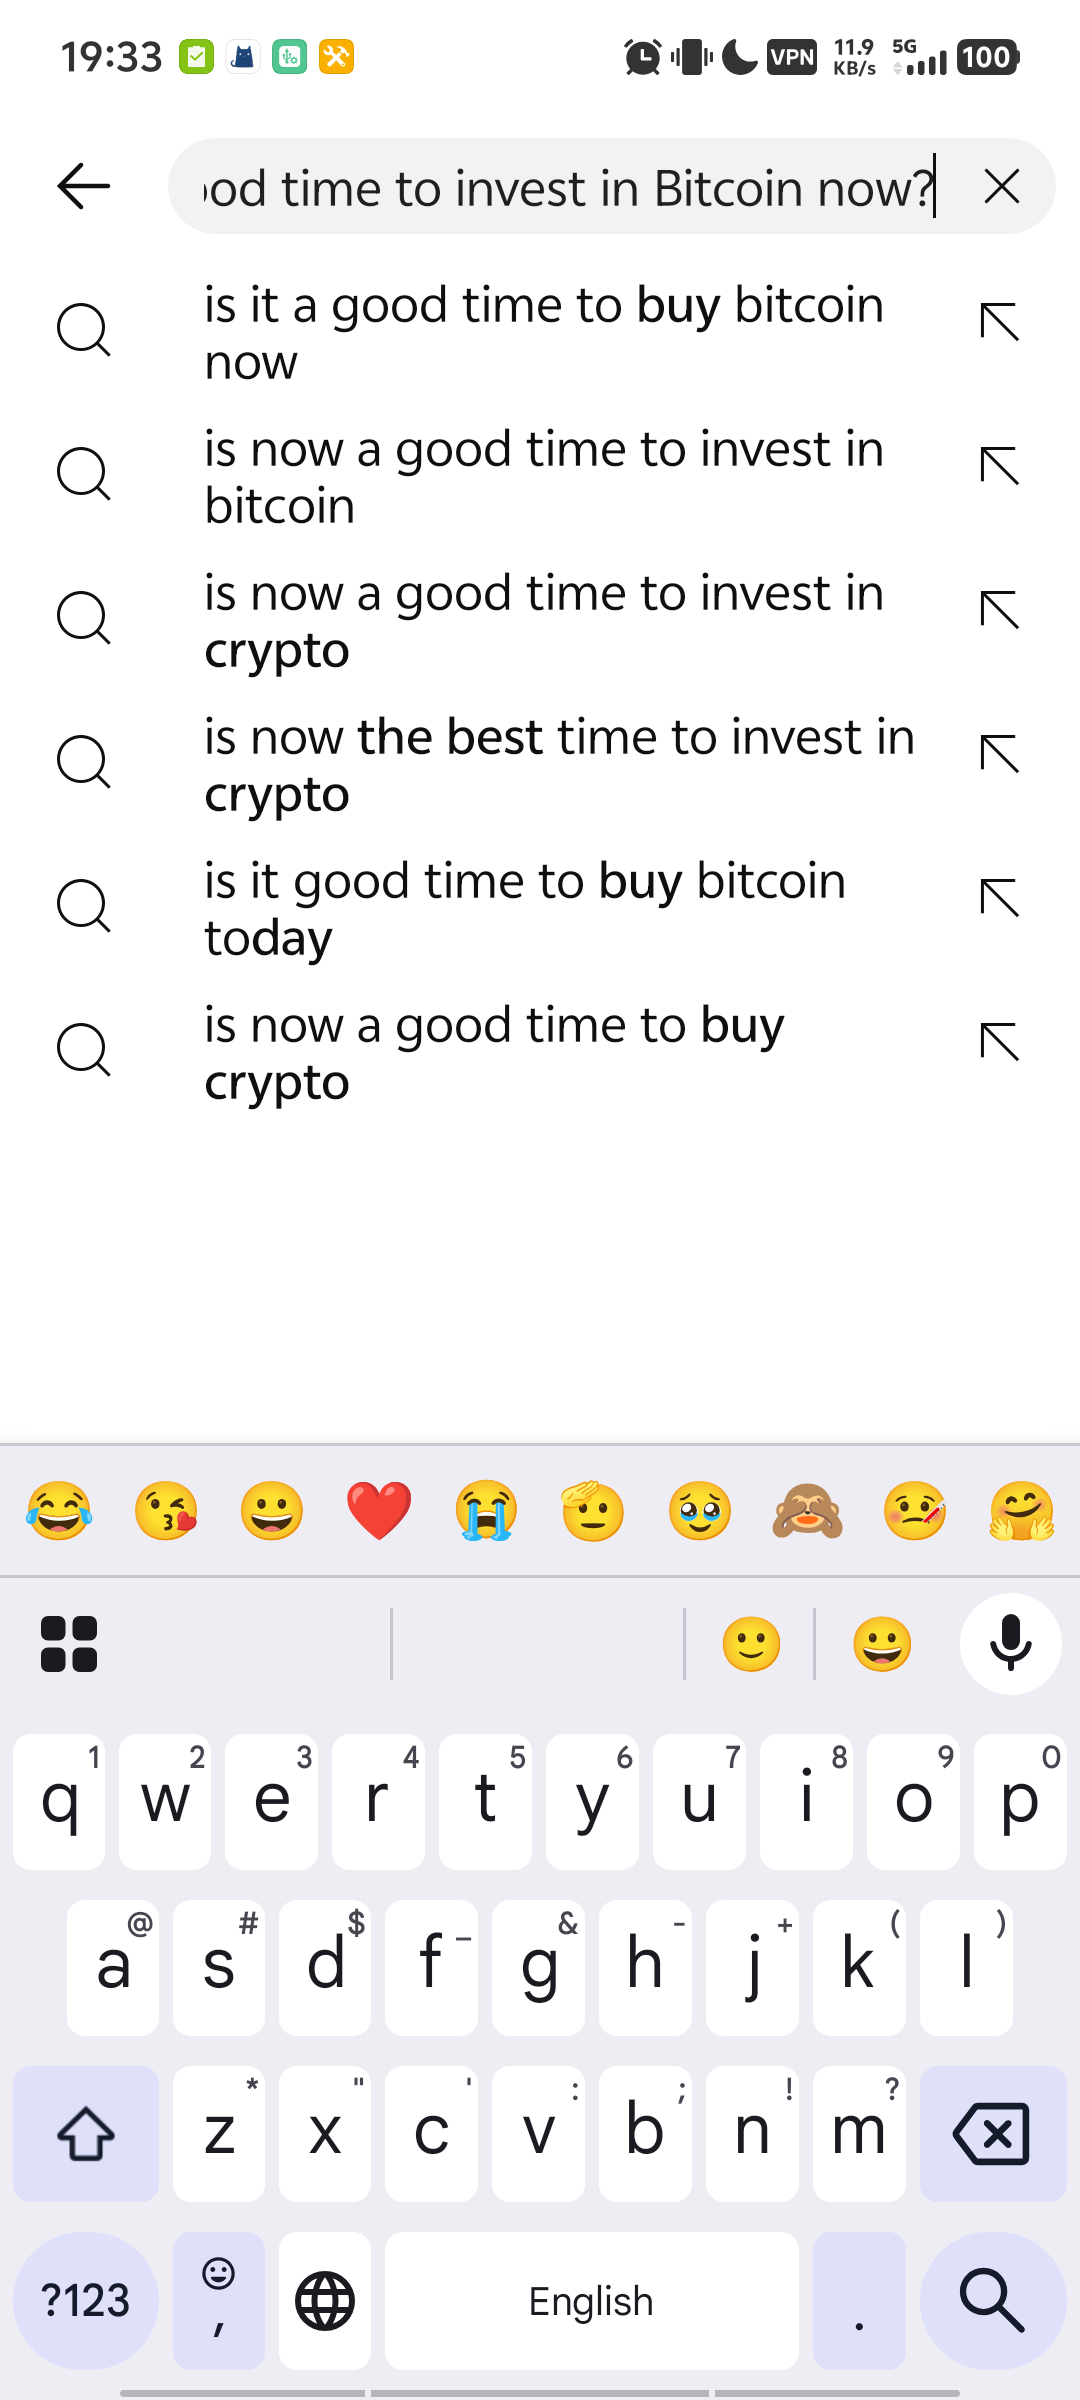 19:33 VPN 11.9 KB/s 5G 100
ood time to invest in Bitcoin now?
is it a good time to buy bitcoin
now
is now a good time to invest in
bitcoin
is now a good time to invest in
crypto
is now the best time to invest in
crypto
is it good time to buy bitcoin
today
is now a good time to buy
crypto
1 2 3 4 5 6 7 8 9 0
q w e r t y u i o p
@ # $ _ & - + ( )
a s d f g h j k l
* " ' : ; ! ?
z x c v b n m
?123 , English .